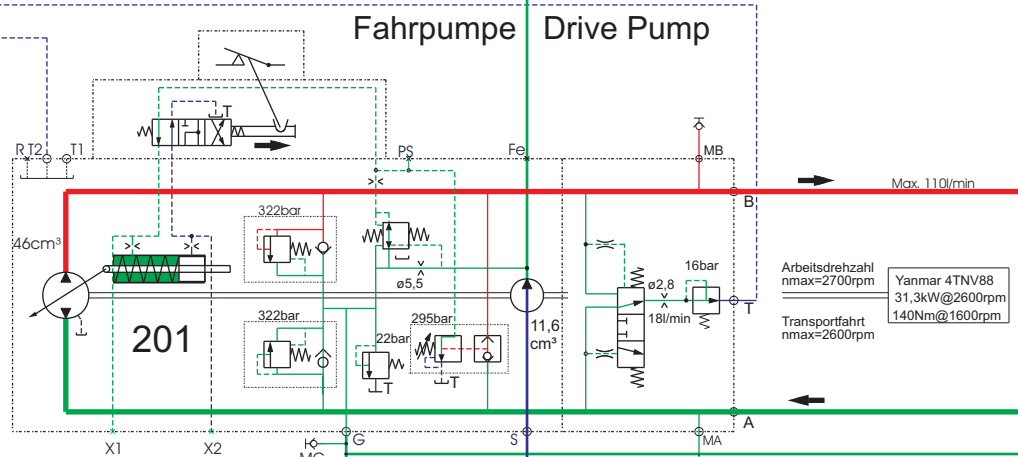 Fahrpumpe Drive Pump
T
R T2 T1
PS
Fe
MB
B
Max. 110l/min
46cm³
322bar
ø5,5
16bar
ø2,8
18l/min
T
Arbeitsdrehzahl
nmax=2700rpm
Transportfahrt
nmax=2600rpm
Yanmar 4TNV88
31,3kW@2600rpm
140Nm@1600rpm
201
322bar
22bar
T
295bar
T
11,6
cm³
A
X1
X2
G
S
MA
MG